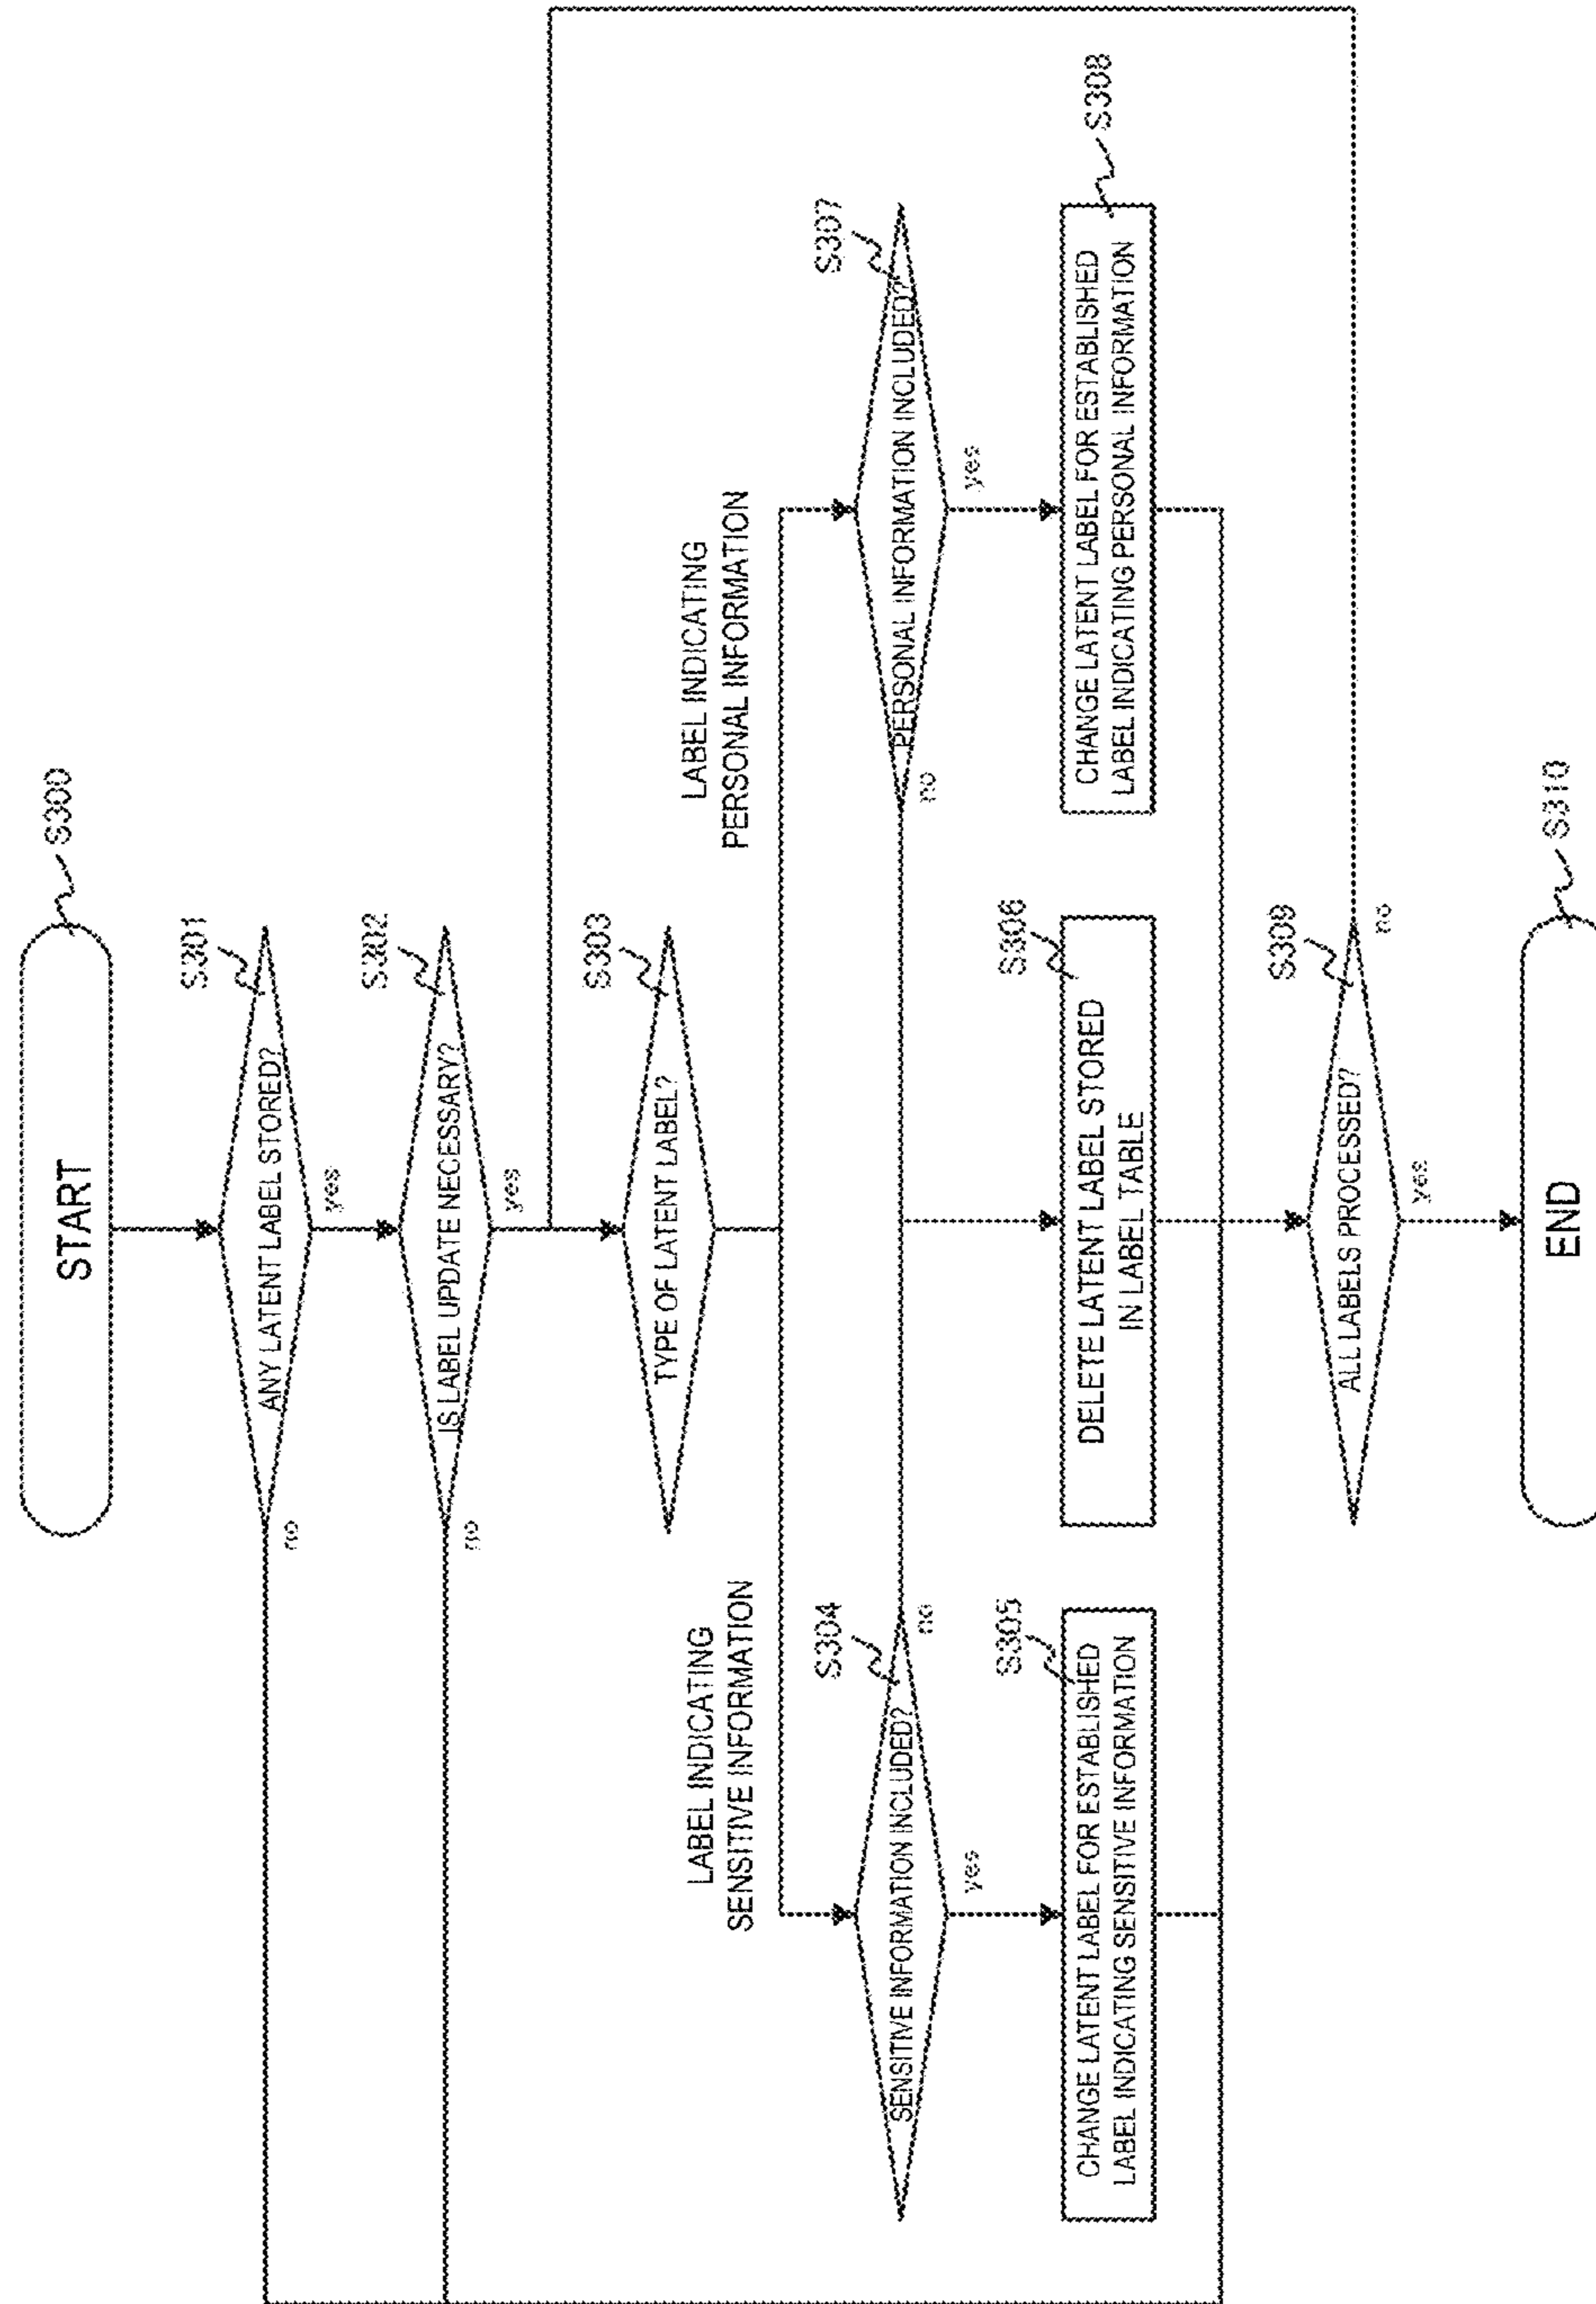 START
S300
ANY LATENT LABEL STORED?
S301
no
yes
IS LABEL UPDATE NECESSARY?
S302
no
yes
TYPE OF LATENT LABEL?
S303
LABEL INDICATING
SENSITIVE INFORMATION
LABEL INDICATING
PERSONAL INFORMATION
SENSITIVE INFORMATION INCLUDED?
S304
no
yes
PERSONAL INFORMATION INCLUDED?
S307
no
yes
CHANGE LATENT LABEL FOR ESTABLISHED
LABEL INDICATING SENSITIVE INFORMATION
S305
DELETE LATENT LABEL STORED
IN LABEL TABLE
S306
CHANGE LATENT LABEL FOR ESTABLISHED
LABEL INDICATING PERSONAL INFORMATION
S308
ALL LABELS PROCESSED?
S309
no
yes
END
S310